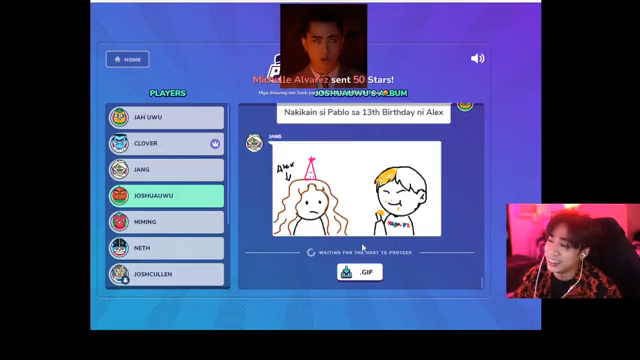 HOME
Michelle Alvarez sent 50 Stars!
PLAYERS
JOSHUAUWU'S ALBUM
Nakikain si Pablo sa 13th Birthday ni Alex
JAH UWU
CLOVER
JANG
JOSHUAUWU
MIMING
NETH
JOSHCULLEN
JANG
Alex
WAITING FOR THE HOST TO PROCEED
.GIF